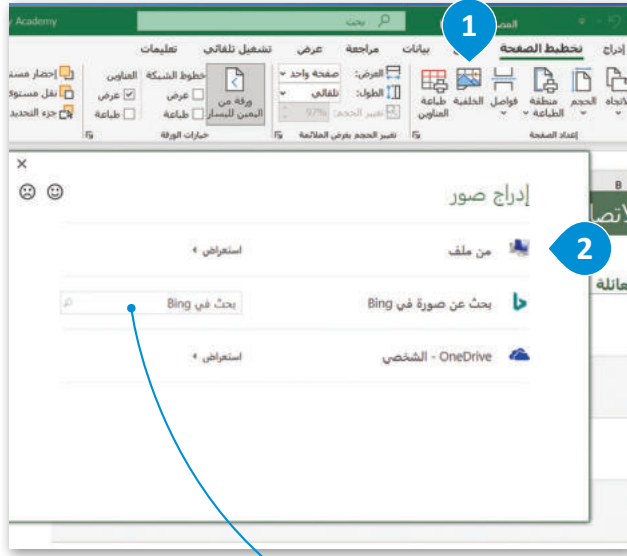 y Academy
بحث
المص
1
إدراج
تخطيط الصفحة
بيانات
مراجعة
عرض
تشغيل تلقائي
تعليمات
الحجم
منطقة الطباعة
فواصل
الخلفية
طباعة العناوين
إعداد الصفحة
العرض: صفحة واحد
الطول: تلقائي
تغيير الحجم: 97%
تغيير الحجم بغرض الملائمة
ورقة من اليمين لليسار
خطوط الشبكة
العناوين
عرض
عرض
طباعة
طباعة
خيارات الورقة
إحضار
نقل
جزء التحديد
B
إدراج صور
2
من ملف
استعراض
بحث عن صورة في Bing
بحث في Bing
OneDrive - الشخصي
استعراض